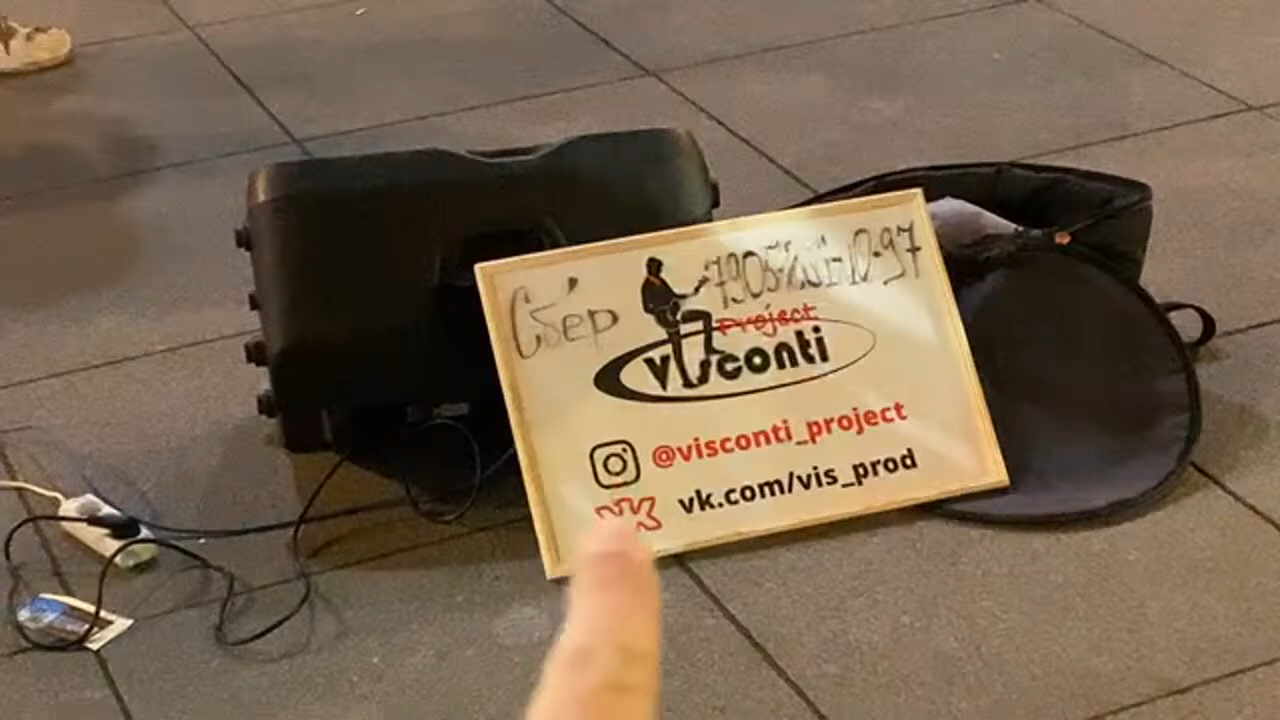 Сбер
Project
visconti
@visconti_project
vk.com/vis_prod